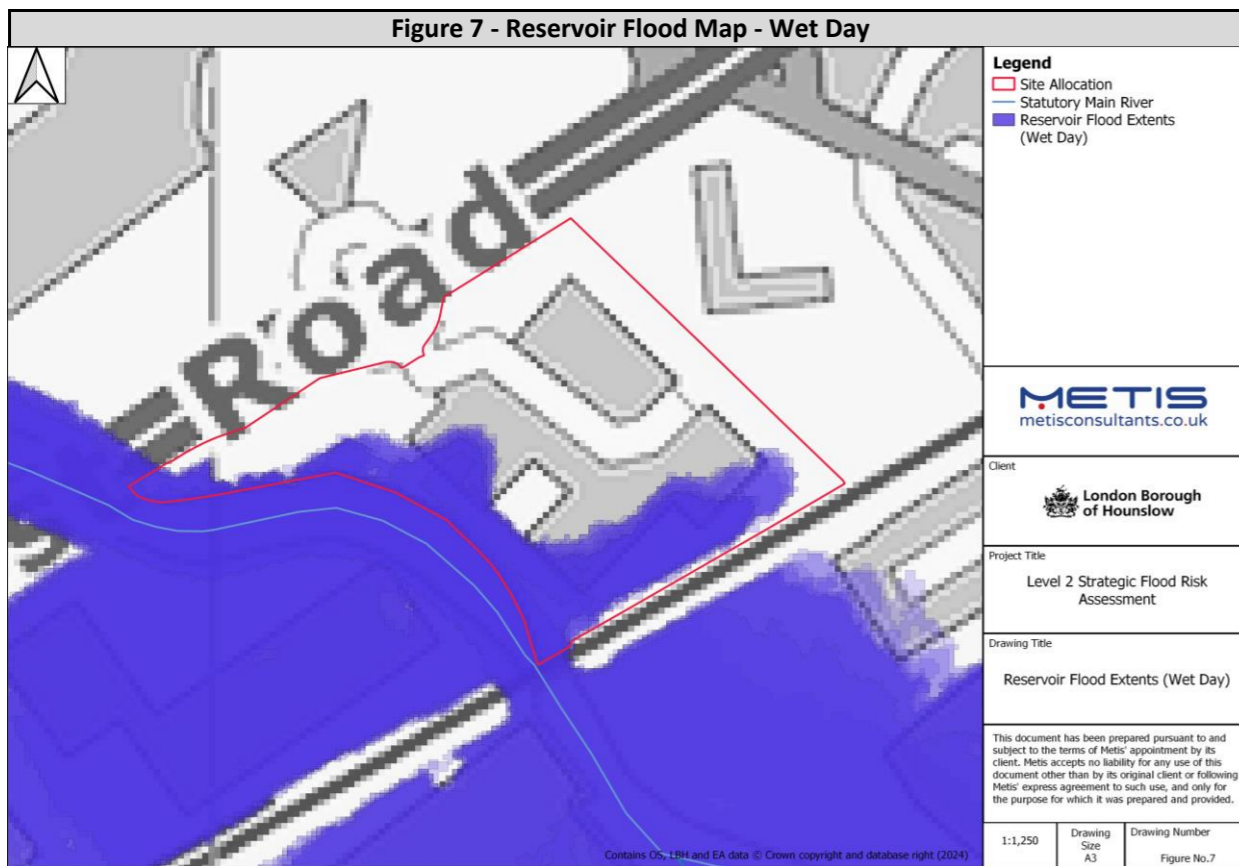 Figure 7 - Reservoir Flood Map - Wet Day
Road
Legend
Site Allocation
Statutory Main River
Reservoir Flood Extents
(Wet Day)
METIS
metisconsultants.co.uk
Client
London Borough
of Hounslow
Project Title
Level 2 Strategic Flood Risk
Assessment
Drawing Title
Reservoir Flood Extents (Wet Day)
This document has been prepared pursuant to and
subject to the terms of Metis' appointment by its
client. Metis accepts no liability for any use of this
document other than by its original client or following
Metis' express agreement to such use, and only for
the purpose for which it was prepared and provided.
1:1,250
Drawing
Size
A3
Drawing Number
Figure No.7
Contains OS, LBH and EA data © Crown copyright and database right (2024)